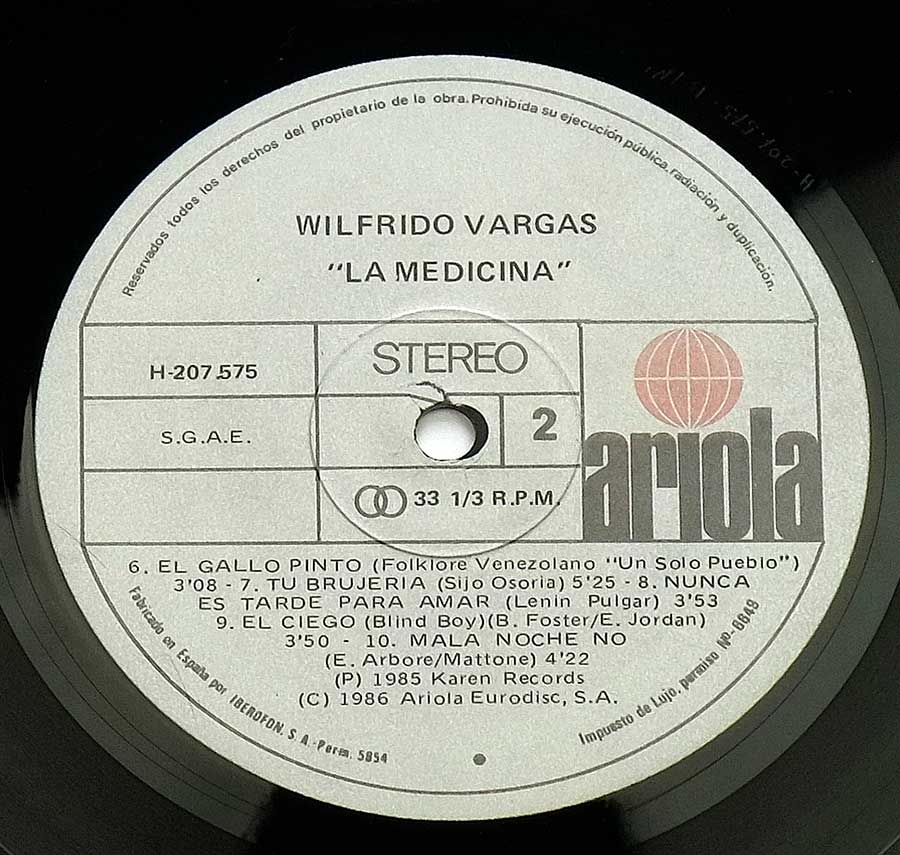 Reservados todos los derechos del propietario de la obra. Prohibida su ejecución pública, radiación y duplicación.
WILFRIDO VARGAS
"LA MEDICINA"
H-207.575
STEREO
S.G.A.E.
2
ariola
33 1/3 R.P.M.
6. EL GALLO PINTO (Folklore Venezolano "Un Solo Pueblo")
3'08 - 7. TU BRUJERIA (Sijo Osoria) 5'25 - 8. NUNCA
ES TARDE PARA AMAR (Lenin Pulgar) 3'53
9. EL CIEGO (Blind Boy)(B. Foster/E. Jordan)
3'50 - 10. MALA NOCHE NO
(E. Arbore/Mattone) 4'22
(P) 1985 Karen Records
(C) 1986 Ariola Eurodisc, S.A.
Fabricado en España por IBEROFON, S. A. - Perm. 5854
Impuesto de Lujo, permiso Nº- 6649